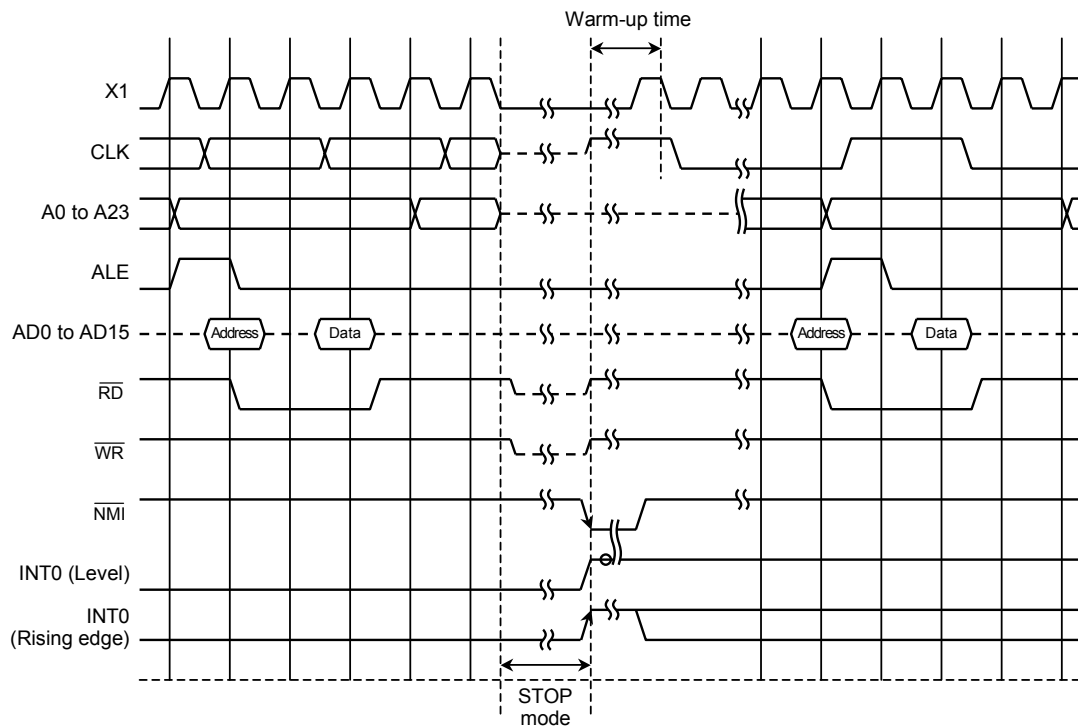 Warm-up time
X1
CLK
A0 to A23
ALE
AD0 to AD15
Address
Data
Address
Data
RD
WR
NMI
INT0 (Level)
INT0
(Rising edge)
STOP
mode